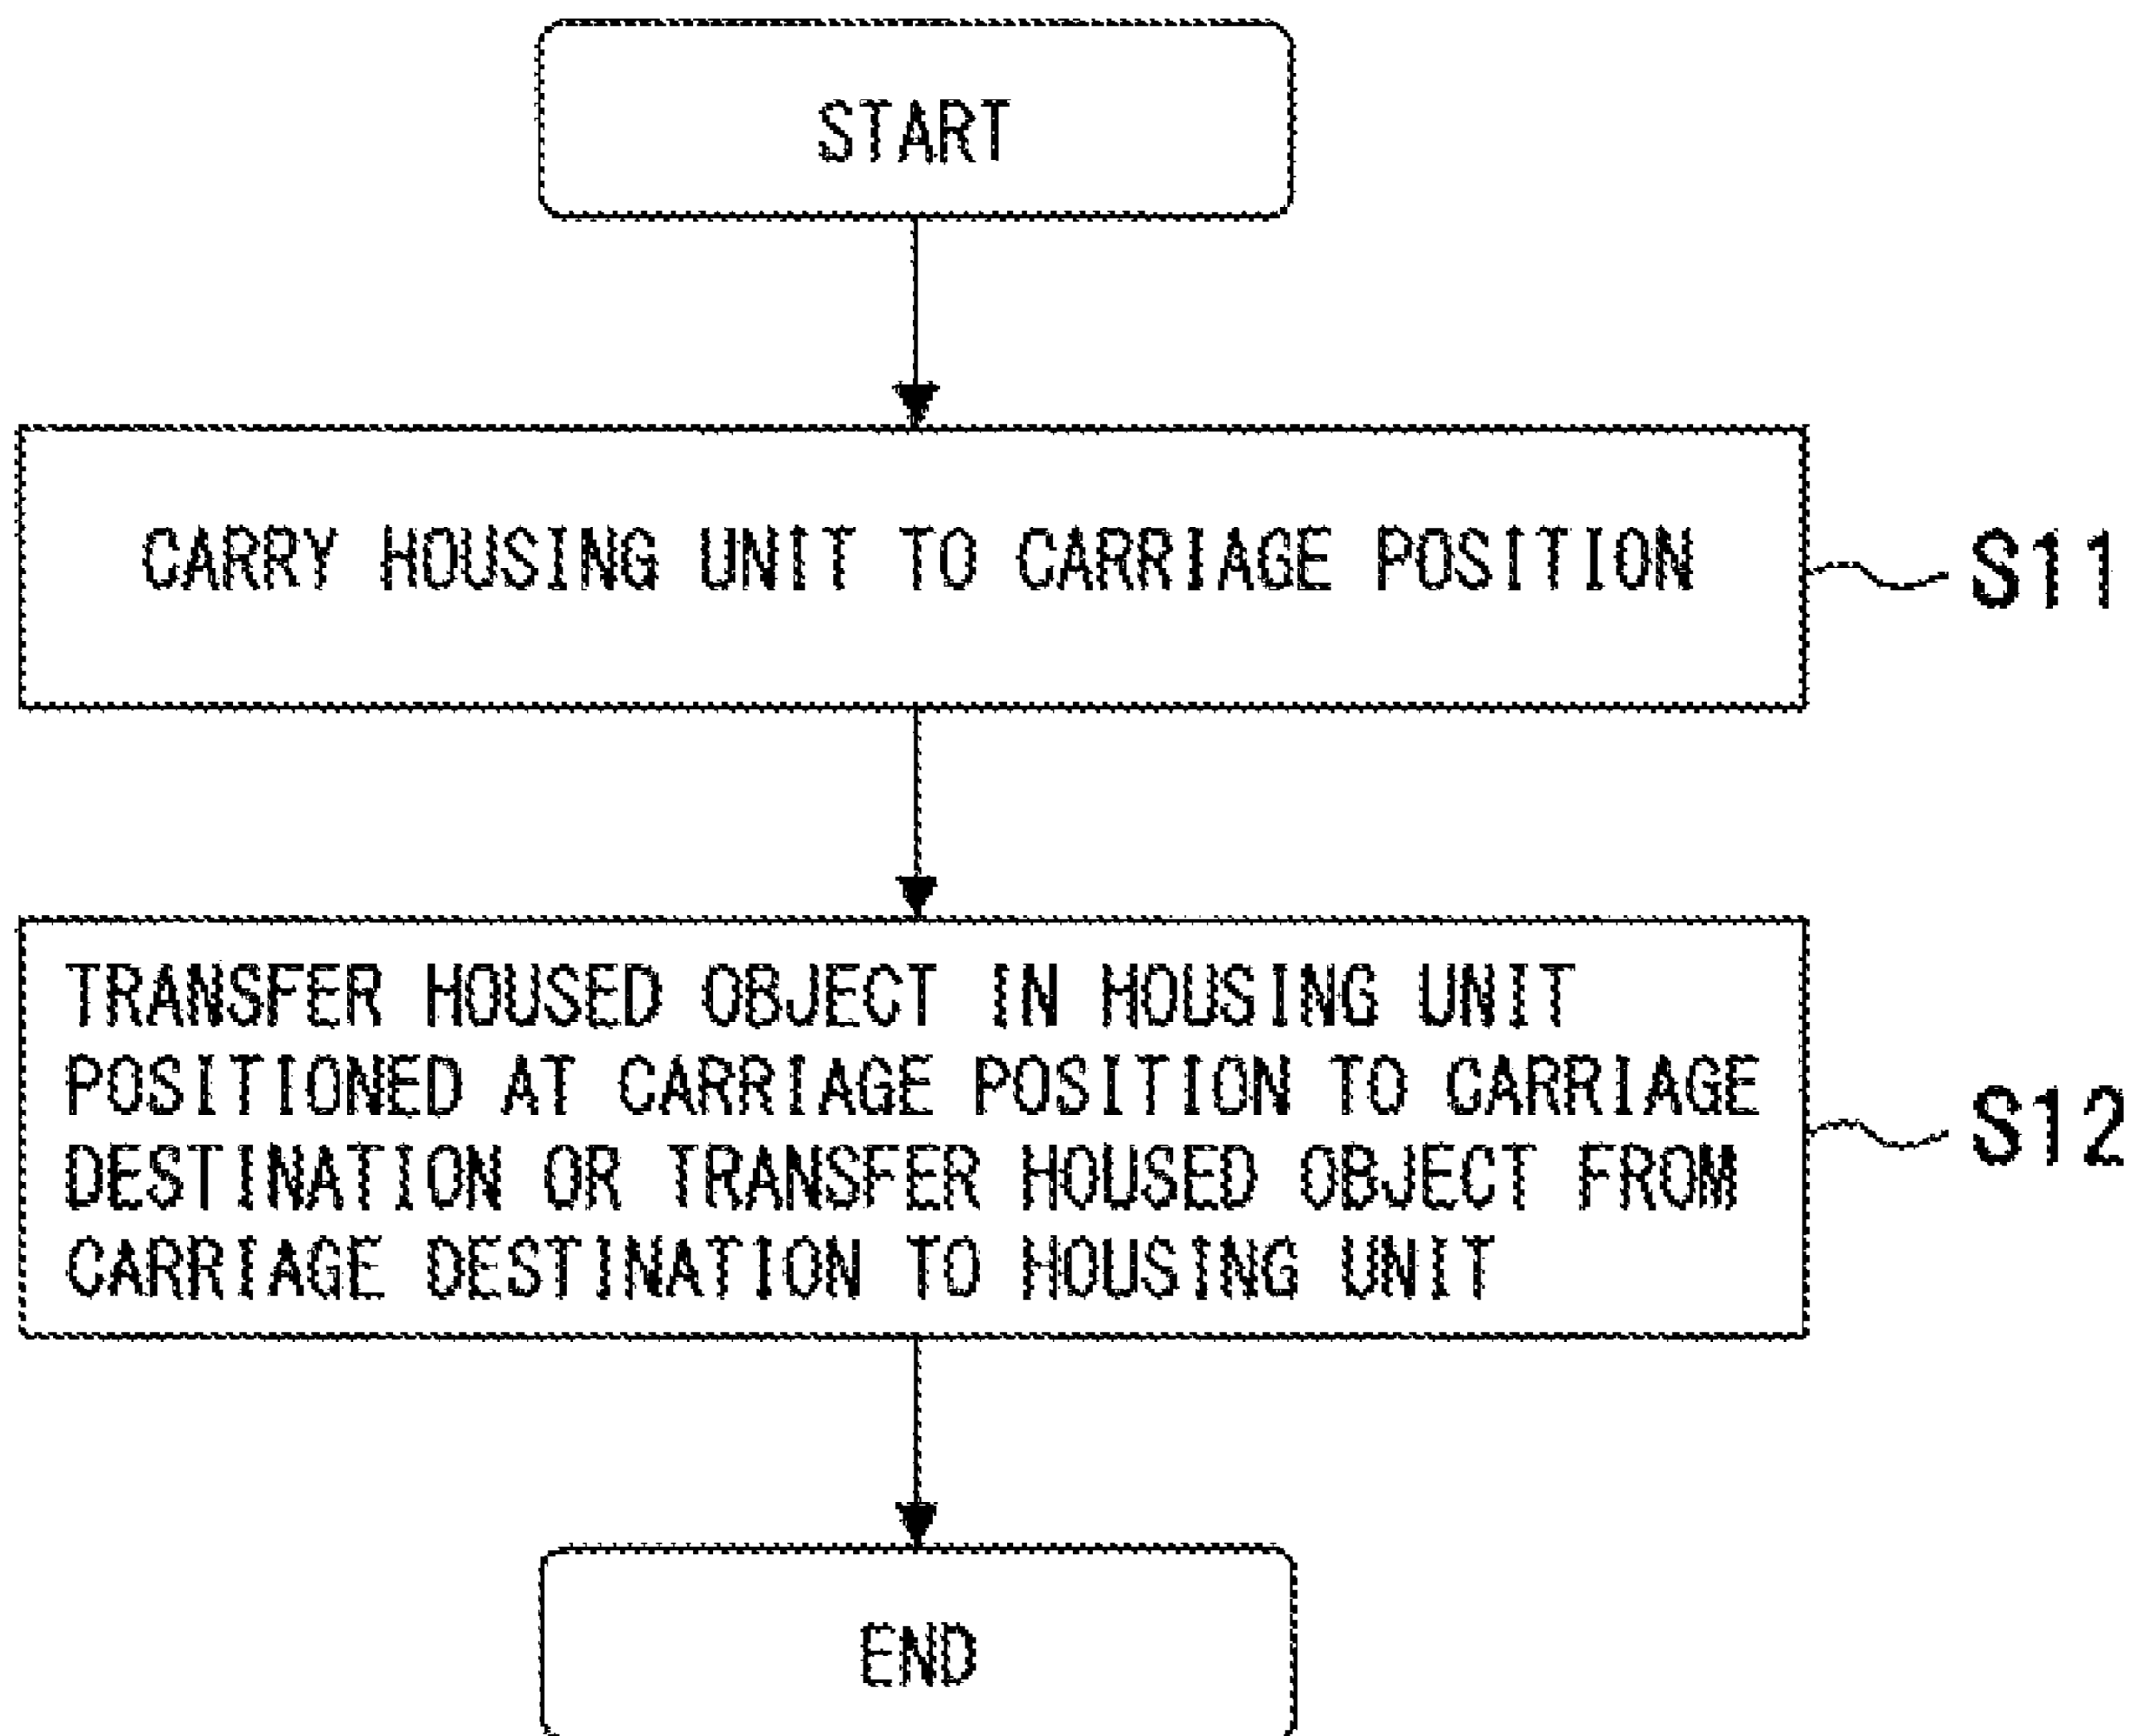 START
CARRY HOUSING UNIT TO CARRIAGE POSITION
S11
TRANSFER HOUSED OBJECT IN HOUSING UNIT
POSITIONED AT CARRIAGE POSITION TO CARRIAGE
DESTINATION OR TRANSFER HOUSED OBJECT FROM
CARRIAGE DESTINATION TO HOUSING UNIT
S12
END